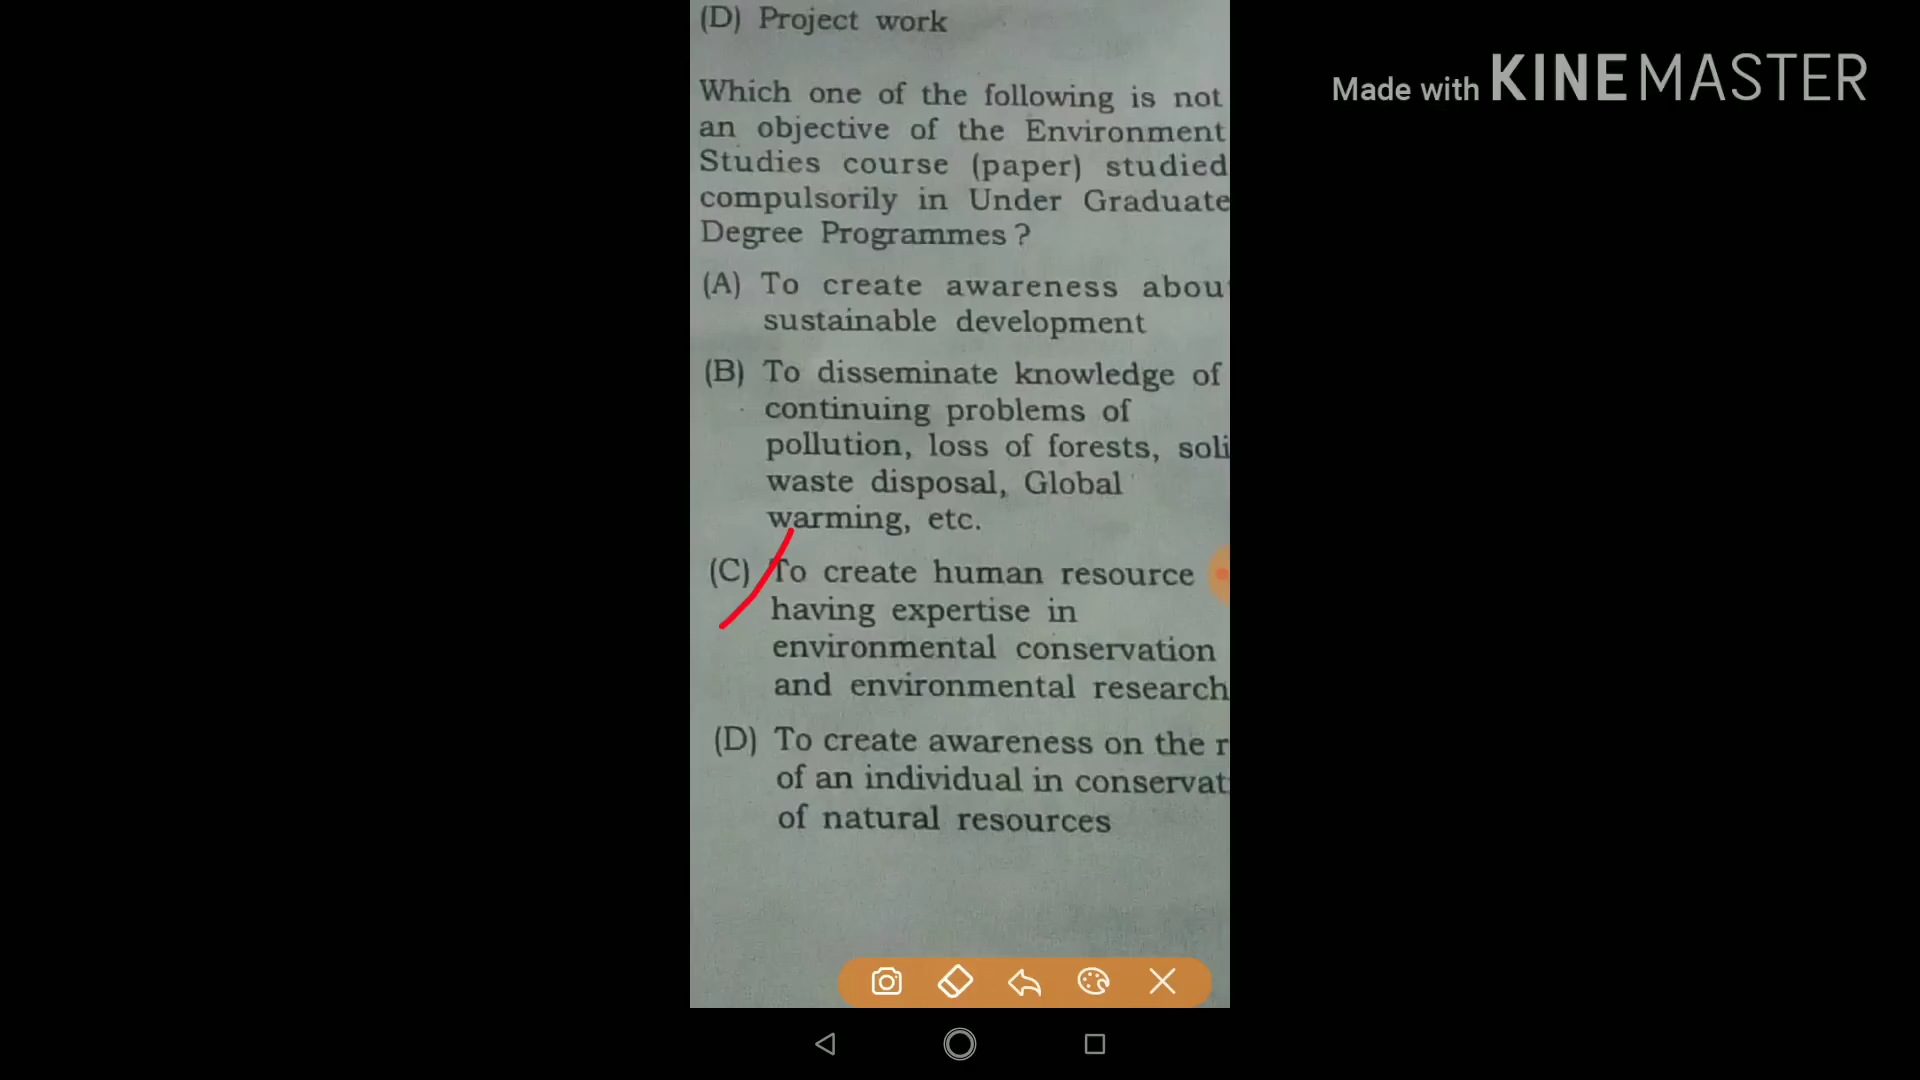 (D) Project work
Made with KINEMASTER
Which one of the following is not
an objective of the Environment
Studies course (paper) studied
compulsorily in Under Graduate
Degree Programmes ?
(A) To create awareness
sustainable development
(B) To disseminate knowledge of
continuing problems of
pollution, loss of forests,
waste disposal, Global
warming, etc.
(C) To create human resource
having expertise in
environmental conservation
and environmental research
(D) To create awareness on the
of an individual in
of natural resources